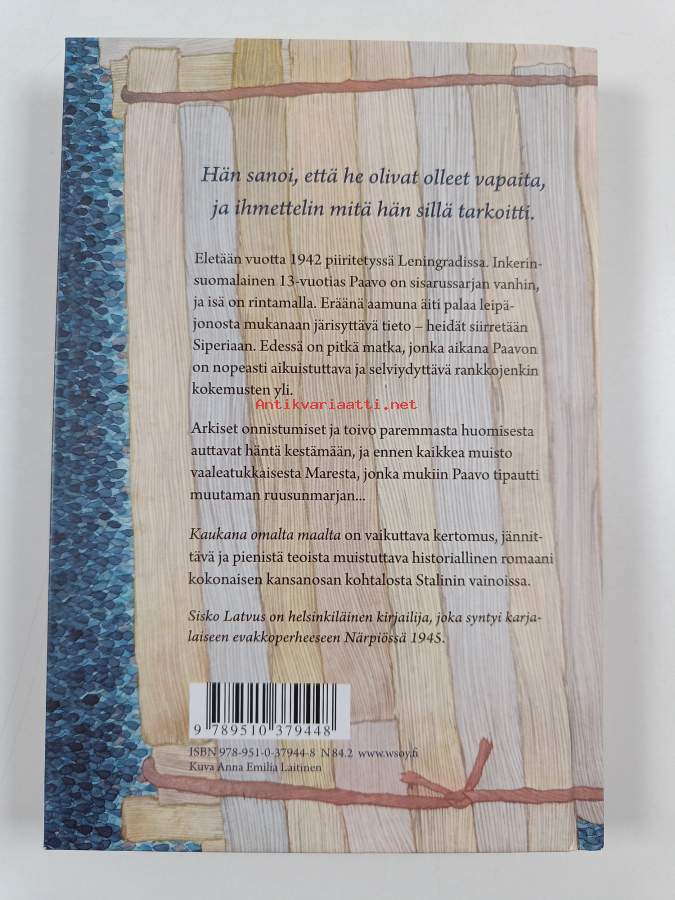 Hän sanoi, että he olivat olleet vapaita,
ja ihmettelin mitä hän sillä tarkoitti.
Eletään vuotta 1942 piiritetyssä Leningradissa. Inkerin-
suomalainen 13-vuotias Paavo on sisarussarjan vanhin,
ja isä on rintamalla. Eräänä aamuna äiti palaa leipä-
jonosta mukanaan järisyttävä tieto – heidät siirretään
Siperiaan. Edessä on pitkä matka, jonka aikana Paavon
on nopeasti aikuistuttava ja selviydyttävä rankkojenkin
kokemusten yli.
Antikvariaatti.net
Arkiset onnistumiset ja toivo paremmasta huomisesta
auttavat häntä kestämään, ja ennen kaikkea muisto
vaaleatukkaisesta Maresta, jonka mukiin Paavo tipautti
muutaman ruusunmarjan...
Kaukana omalta maalta on vaikuttava kertomus, jännit-
tävä ja pienistä teoista muistuttava historiallinen romaani
kokonaisen kansanosan kohtalosta Stalinin vainoissa.
Sisko Latvus on helsinkiläinen kirjailija, joka syntyi karja-
laiseen evakkoperheeseen Närpiössä 1945.
9 789510 379448
ISBN 978-951-0-37944-8 N 84.2 www.wsoy.fi
Kuva Anna Emilia Laitinen